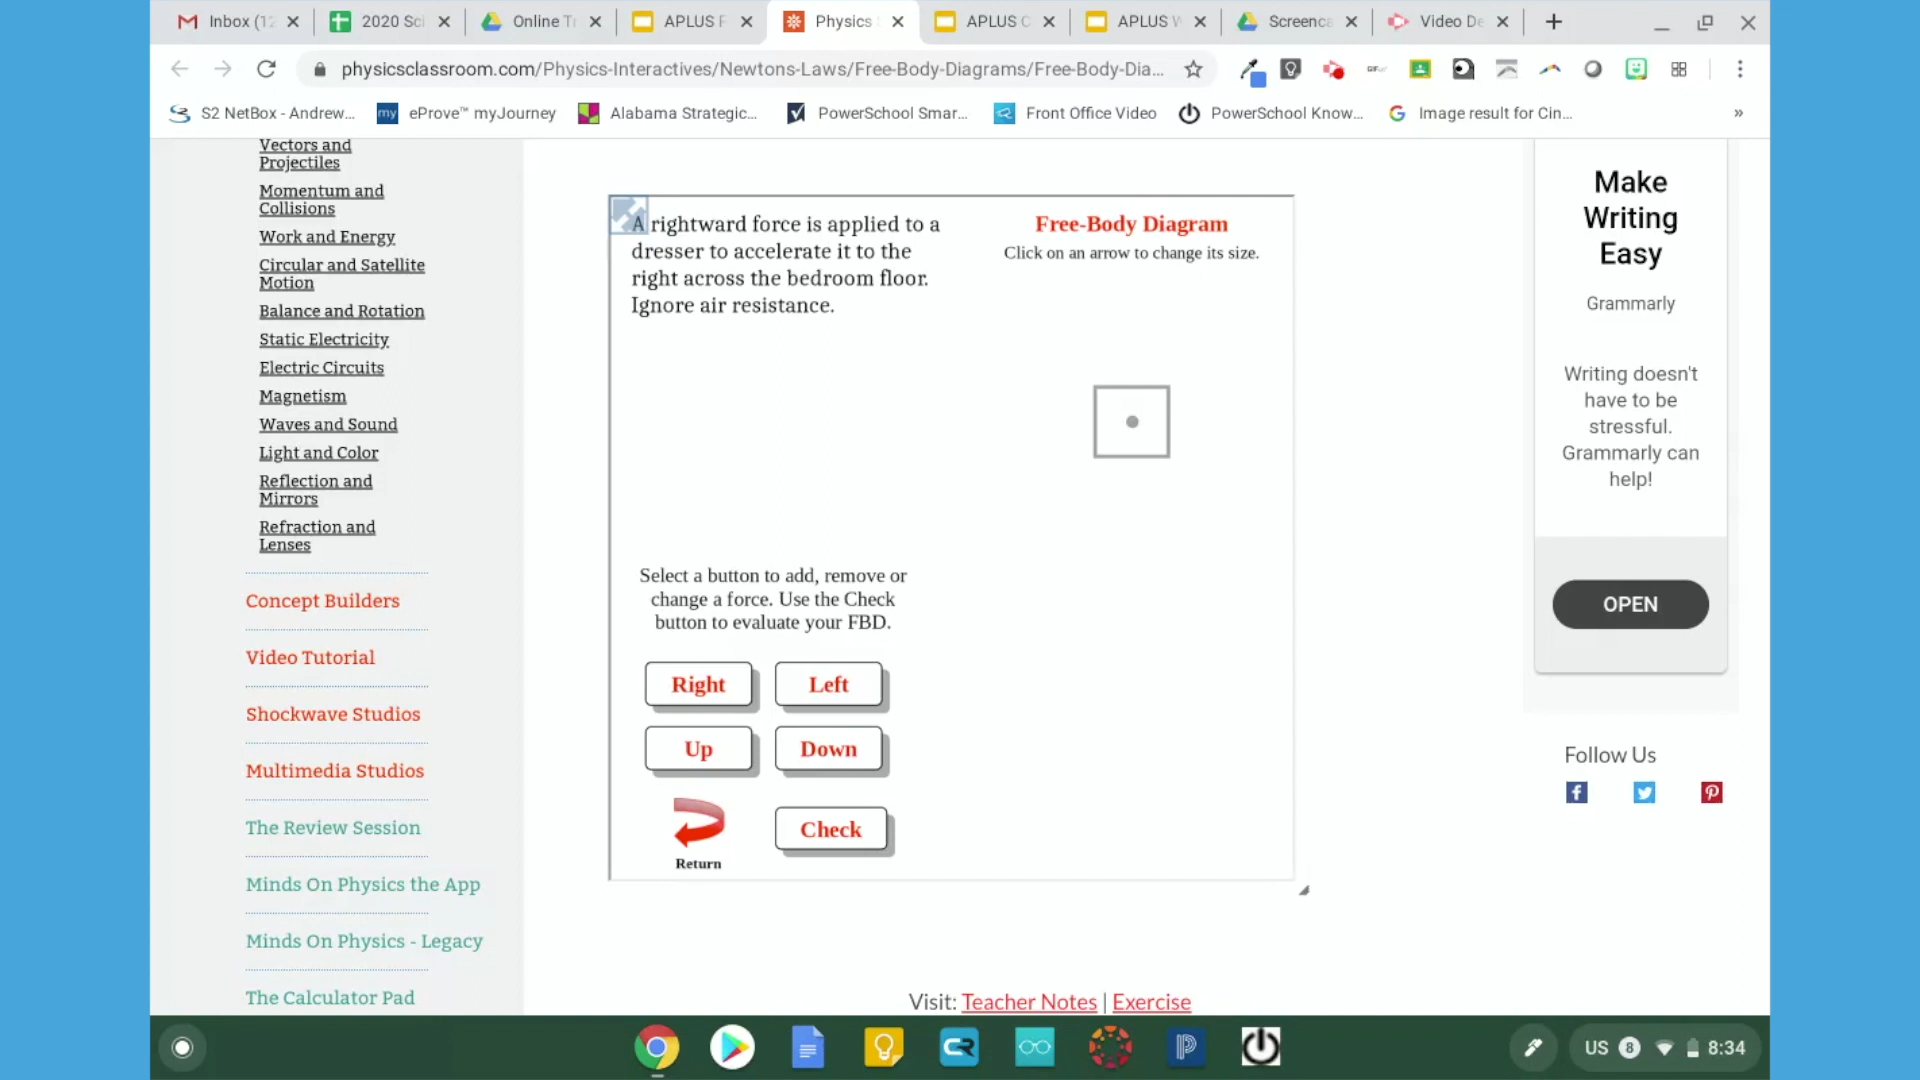 Inbox (12
2020 Sci
Online Tr
APLUS F
Physics
APLUS C
APLUS W
Screenca
Video De
physicsclassroom.com/Physics-Interactives/Newtons-Laws/Free-Body-Diagrams/Free-Body-Dia...
S2 NetBox - Andrew...
my
eProve™ myJourney
Alabama Strategic...
PowerSchool Smar...
Front Office Video
PowerSchool Know...
Image result for Cin...
»
Vectors and
Projectiles
Momentum and
Collisions
Work and Energy
Circular and Satellite
Motion
Balance and Rotation
Static Electricity
Electric Circuits
Magnetism
Waves and Sound
Light and Color
Reflection and
Mirrors
Refraction and
Lenses
Concept Builders
Video Tutorial
Shockwave Studios
Multimedia Studios
The Review Session
Minds On Physics the App
Minds On Physics - Legacy
The Calculator Pad
A rightward force is applied to a
dresser to accelerate it to the
right across the bedroom floor.
Ignore air resistance.
Free-Body Diagram
Click on an arrow to change its size.
Select a button to add, remove or
change a force. Use the Check
button to evaluate your FBD.
Right
Left
Up
Down
Return
Check
Visit: Teacher Notes | Exercise
Make
Writing
Easy
Grammarly
Writing doesn't
have to be
stressful.
Grammarly can
help!
OPEN
Follow Us
US
8
8:34